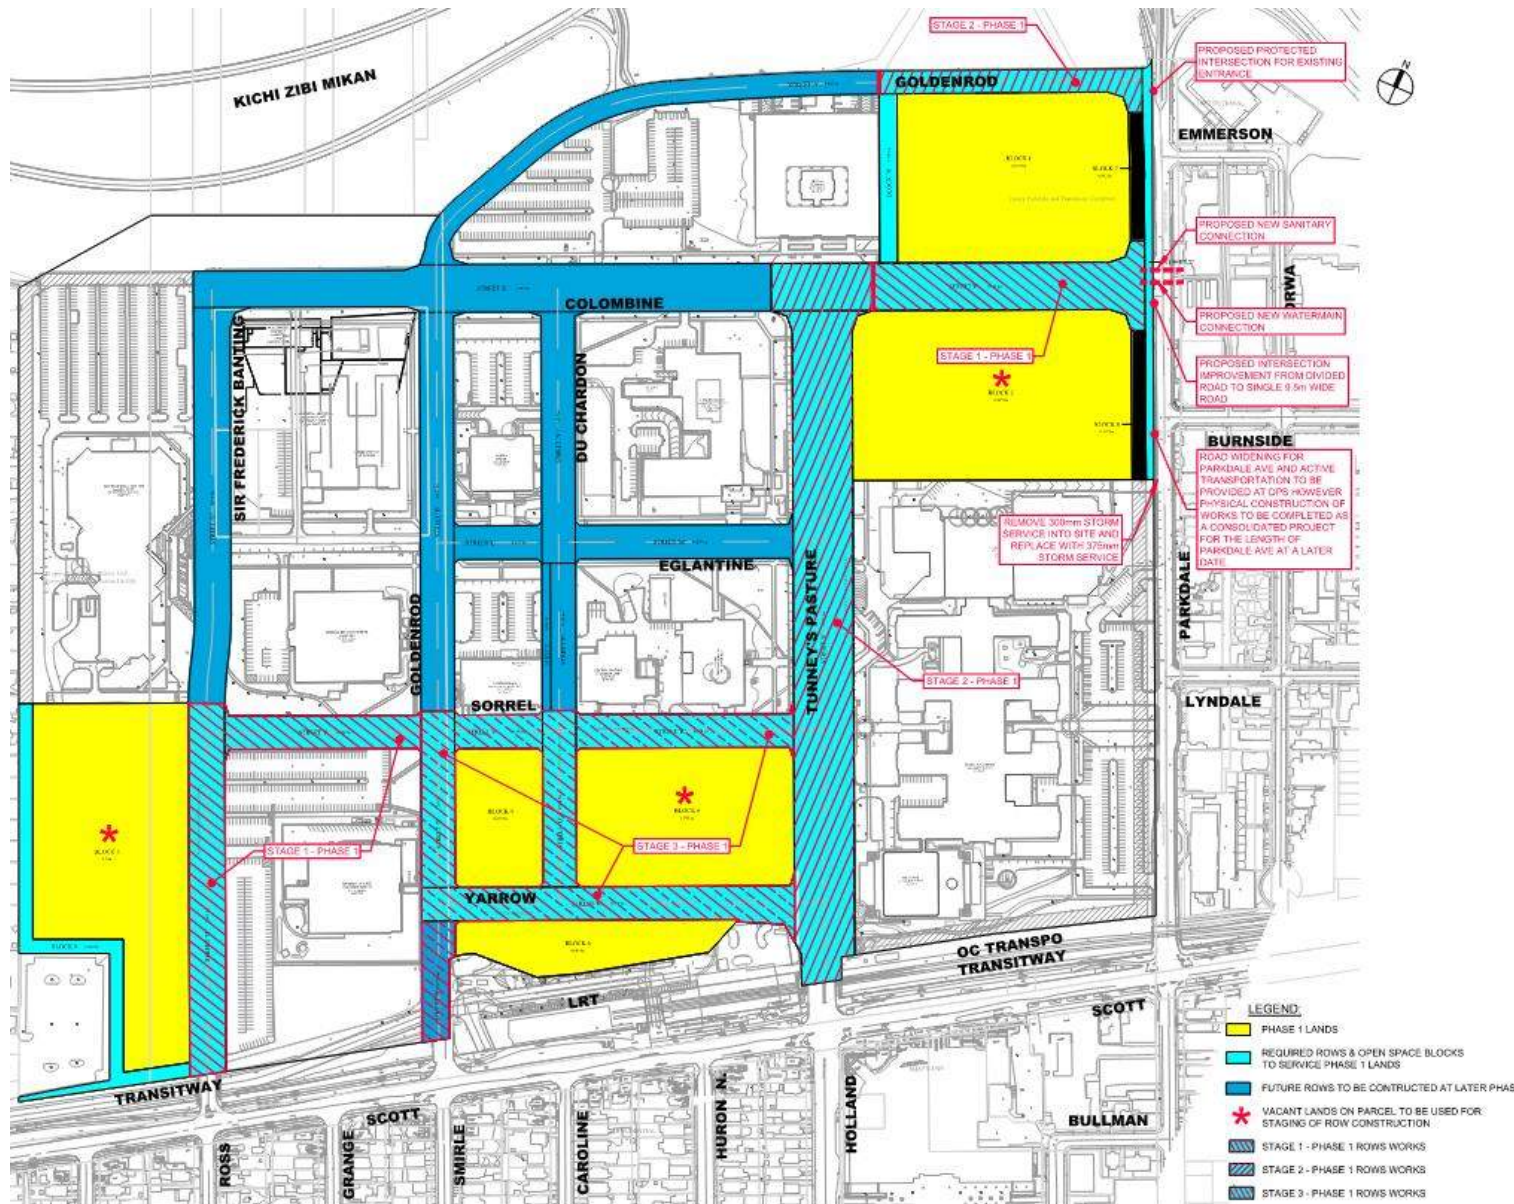 STAGE 2 - PHASE 1
KICHI ZIBI MIKAN
GOLDENROD
PROPOSED PROTECTED
INTERSECTION FOR EXISTING
ENTRANCE
N
EMMERSON
BLOCK 1
PROPOSED NEW SANITARY
CONNECTION
COLOMBINE
PROPOSED NEW WATERMAIN
CONNECTION
STAGE 1 - PHASE 1
SIR FREDERICK BANTING
DU CHARDON
PROPOSED INTERSECTION
IMPROVEMENT FROM DIVIDED
ROAD TO SINGLE 9.5m WIDE
ROAD
BURNSIDE
ROAD WIDENING FOR
PARKDALE AVE AND ACTIVE
TRANSPORTATION TO BE
PROVIDED AT OPS HOWEVER
PHYSICAL CONSTRUCTION OF
WORKS TO BE COMPLETED AS
A CONSOLIDATED PROJECT
FOR THE LENGTH OF
PARKDALE AVE AT A LATER
DATE.
REMOVE 300mm STORM
SERVICE INTO SITE AND
REPLACE WITH 375mm
STORM SERVICE
EGLANTINE
TUNNEY'S PASTURE
PARKDALE
GOLDENROD
STAGE 2 - PHASE 1
LYNDALE
SORREL
STAGE 1 - PHASE 1
STAGE 3 - PHASE 1
YARROW
OC TRANSPO
TRANSITWAY
LRT
SCOTT
TRANSITWAY
SCOTT
ROSS
GRANGE
SMIRLE
CAROLINE
HURON N.
HOLLAND
BULLMAN
LEGEND:
PHASE 1 LANDS
REQUIRED ROWS & OPEN SPACE BLOCKS
TO SERVICE PHASE 1 LANDS
FUTURE ROWS TO BE CONTRUCTED AT LATER PHAS
VACANT LANDS ON PARCEL TO BE USED FOR
STAGING OF ROW CONSTRUCTION
STAGE 1 - PHASE 1 ROWS WORKS
STAGE 2 - PHASE 1 ROWS WORKS
STAGE 3 - PHASE 1 ROWS WORKS